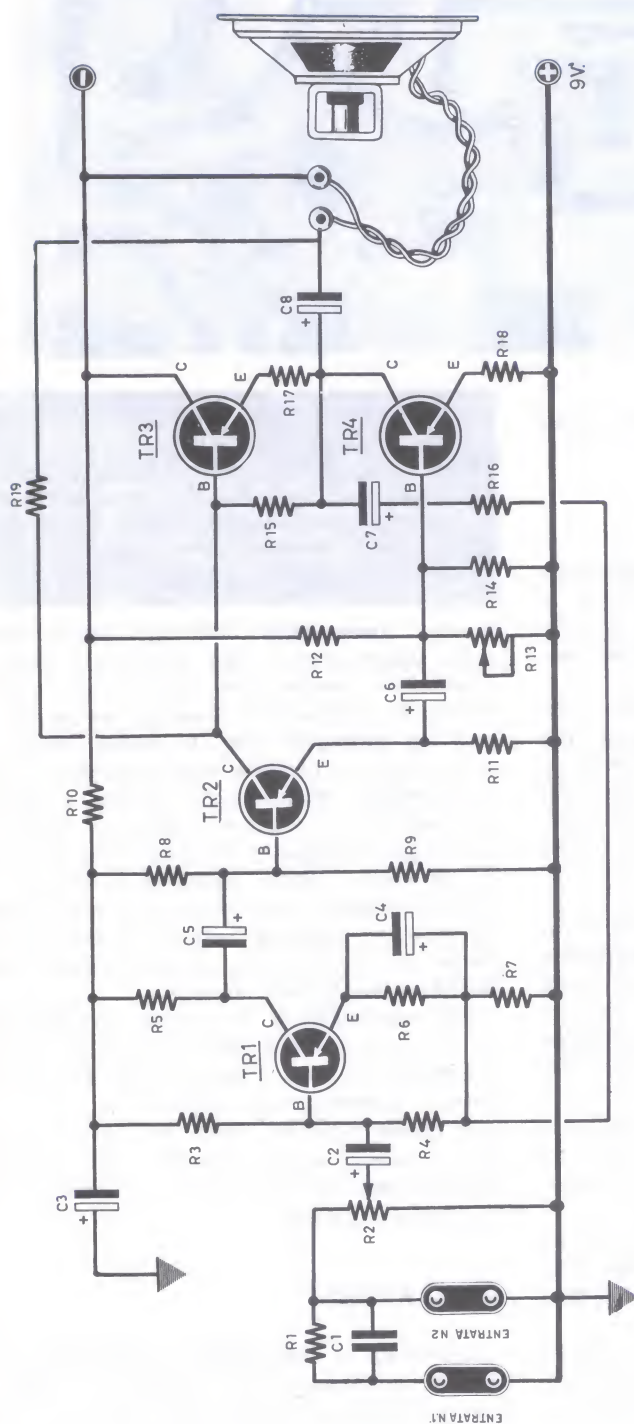 R19
C3
+
R10
−
R3
R5
R8
C
TR3
B
E
R17
C8
+
C5
+
TR2
B
C
E
R15
R12
TR1
B
C
E
C2
+
R4
R6
C4
+
R9
C6
+
C7
+
TR4
B
C
E
R1
C1
R2
R7
R11
R13
R14
R16
R18
ENTRATA N.1
ENTRATA N2
+
9V.